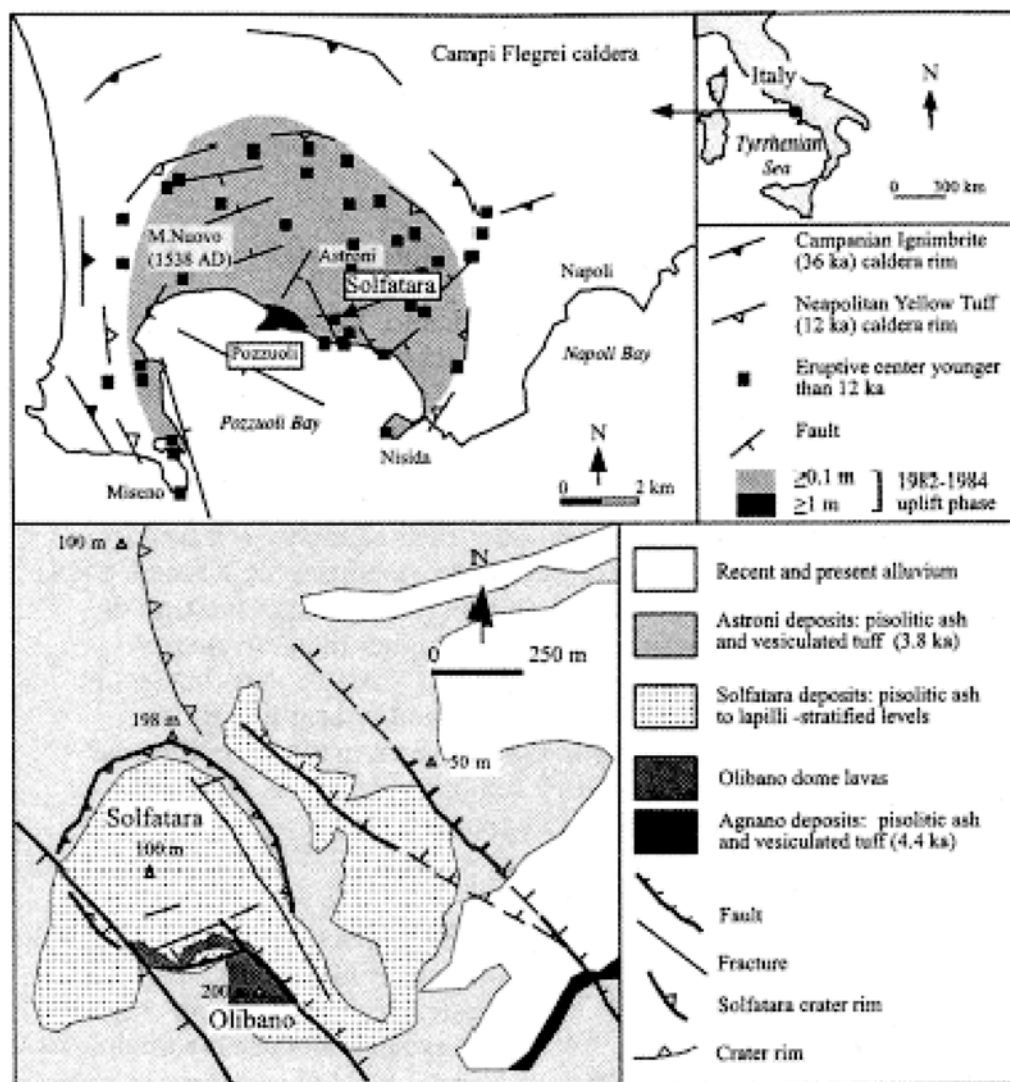 Campi Flegrei caldera
M.Nuovo
(1538 AD)
Astroni
Solfatara
Napoli
Pozzuoli
Napoli Bay
Pozzuoli Bay
Nisida
Miseno
N
0 2 km
Italy
N
Tyrrhenian
Sea
0 300 km
Campanian Ignimbrite
(36 ka) caldera rim
Neapolitan Yellow Tuff
(12 ka) caldera rim
Eruptive center younger
than 12 ka
Fault
≥0.1 m
≥1 m
1982-1984
uplift phase
100 m
N
0 250 m
198 m
50 m
Solfatara
100 m
200 m
Olibano
Recent and present alluvium
Astroni deposits: pisolitic ash
and vesiculated tuff (3.8 ka)
Solfatara deposits: pisolitic ash
to lapilli -stratified levels
Olibano dome lavas
Agnano deposits: pisolitic ash
and vesiculated tuff (4.4 ka)
Fault
Fracture
Solfatara crater rim
Crater rim